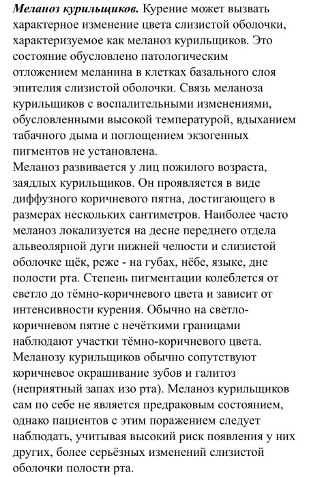 Меланоз курильщиков. Курение может вызвать
характерное изменение цвета слизистой оболочки,
характеризуемое как меланоз курильщиков. Это
состояние обусловлено патологическим
отложением меланина в клетках базального слоя
эпителия слизистой оболочки. Связь меланоза
курильщиков с воспалительными изменениями,
обусловленными высокой температурой, вдыханием
табачного дыма и поглощением экзогенных
пигментов не установлена.
Меланоз развивается у лиц пожилого возраста,
заядлых курильщиков. Он проявляется в виде
диффузного коричневого пятна, достигающего в
размерах нескольких сантиметров. Наиболее часто
меланоз локализуется на десне переднего отдела
альвеолярной дуги нижней челюсти и слизистой
оболочке щёк, реже - на губах, нёбе, языке, дне
полости рта. Степень пигментации колеблется от
светло до тёмно-коричневого цвета и зависит от
интенсивности курения. Обычно на светло-
коричневом пятне с нечёткими границами
наблюдают участки тёмно-коричневого цвета.
Меланозу курильщиков обычно сопутствуют
коричневое окрашивание зубов и галитоз
(неприятный запах изо рта). Меланоз курильщиков
сам по себе не является предраковым состоянием,
однако пациентов с этим поражением следует
наблюдать, учитывая высокий риск появления у них
других, более серьёзных изменений слизистой
оболочки полости рта.